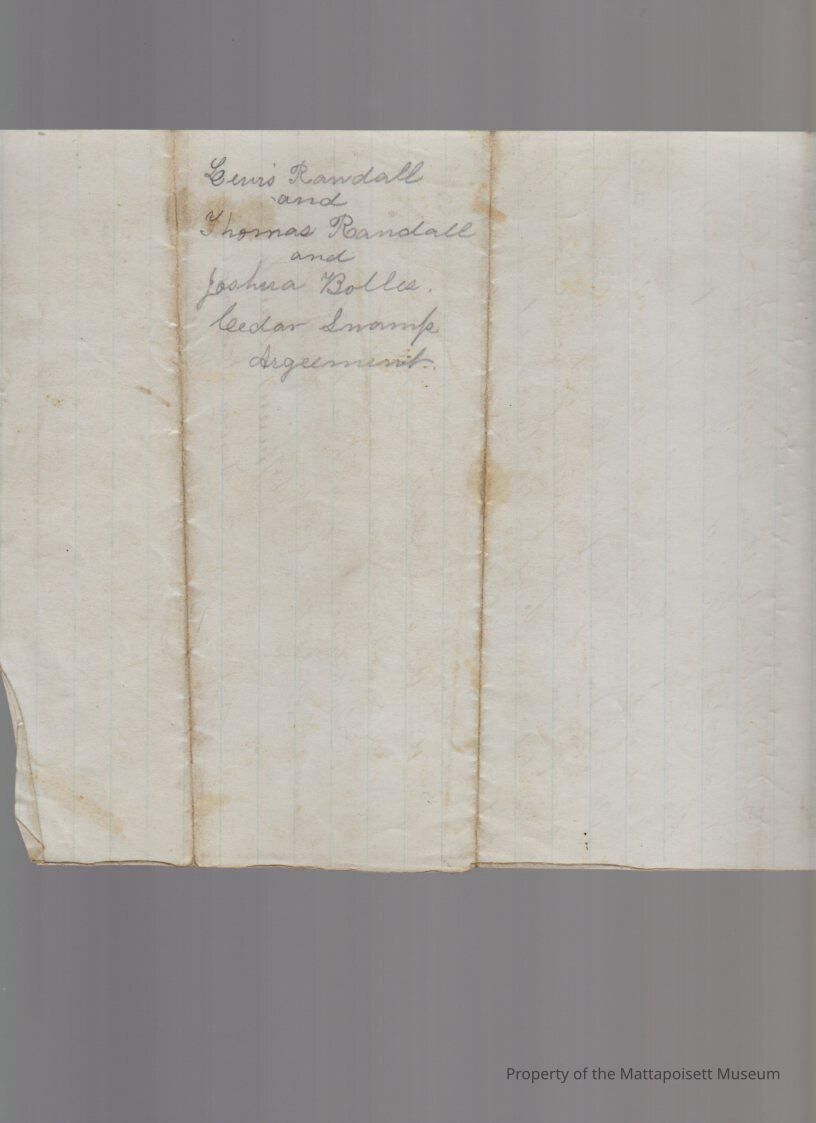 Lewis Randall
and
Thomas Randall
and
Joshua Bolles.
Cedar Swamp
Argeement.
Property of the Mattapoisett Museum